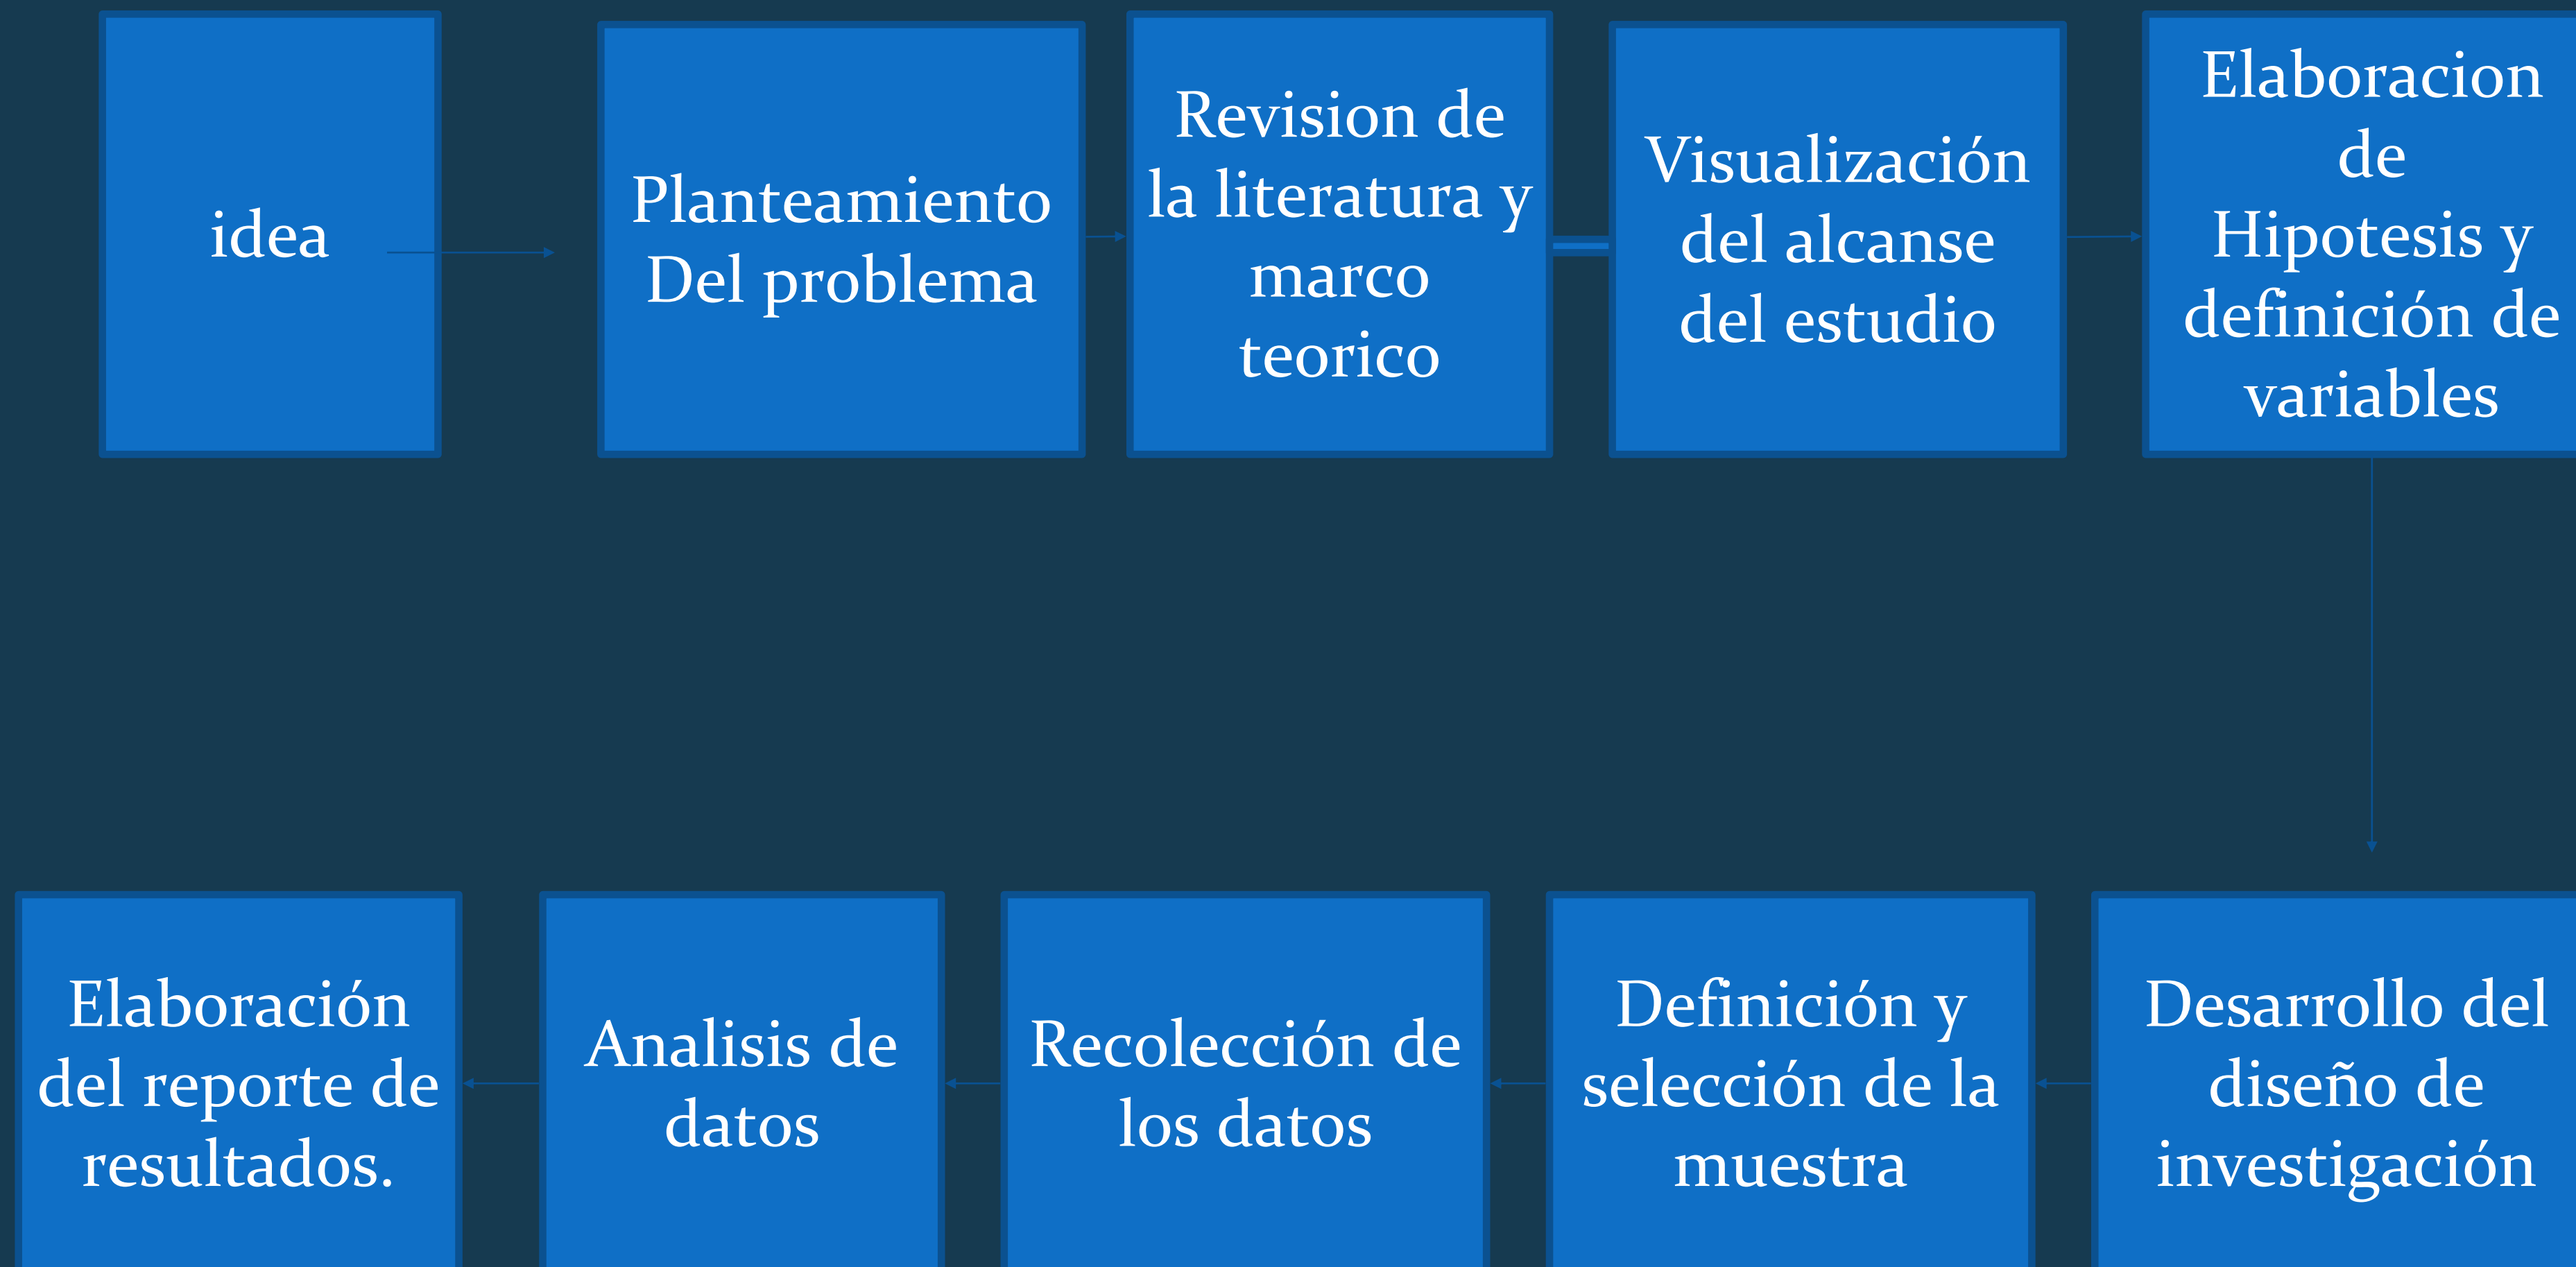 idea
Planteamiento
Del problema
Revision de
la literatura y
marco
teorico
Visualización
del alcanse
del estudio
Elaboracion
de
Hipotesis y
definición de
variables
Elaboración
del reporte de
resultados.
Analisis de
datos
Recolección de
los datos
Definición y
selección de la
muestra
Desarrollo del
diseño de
investigación